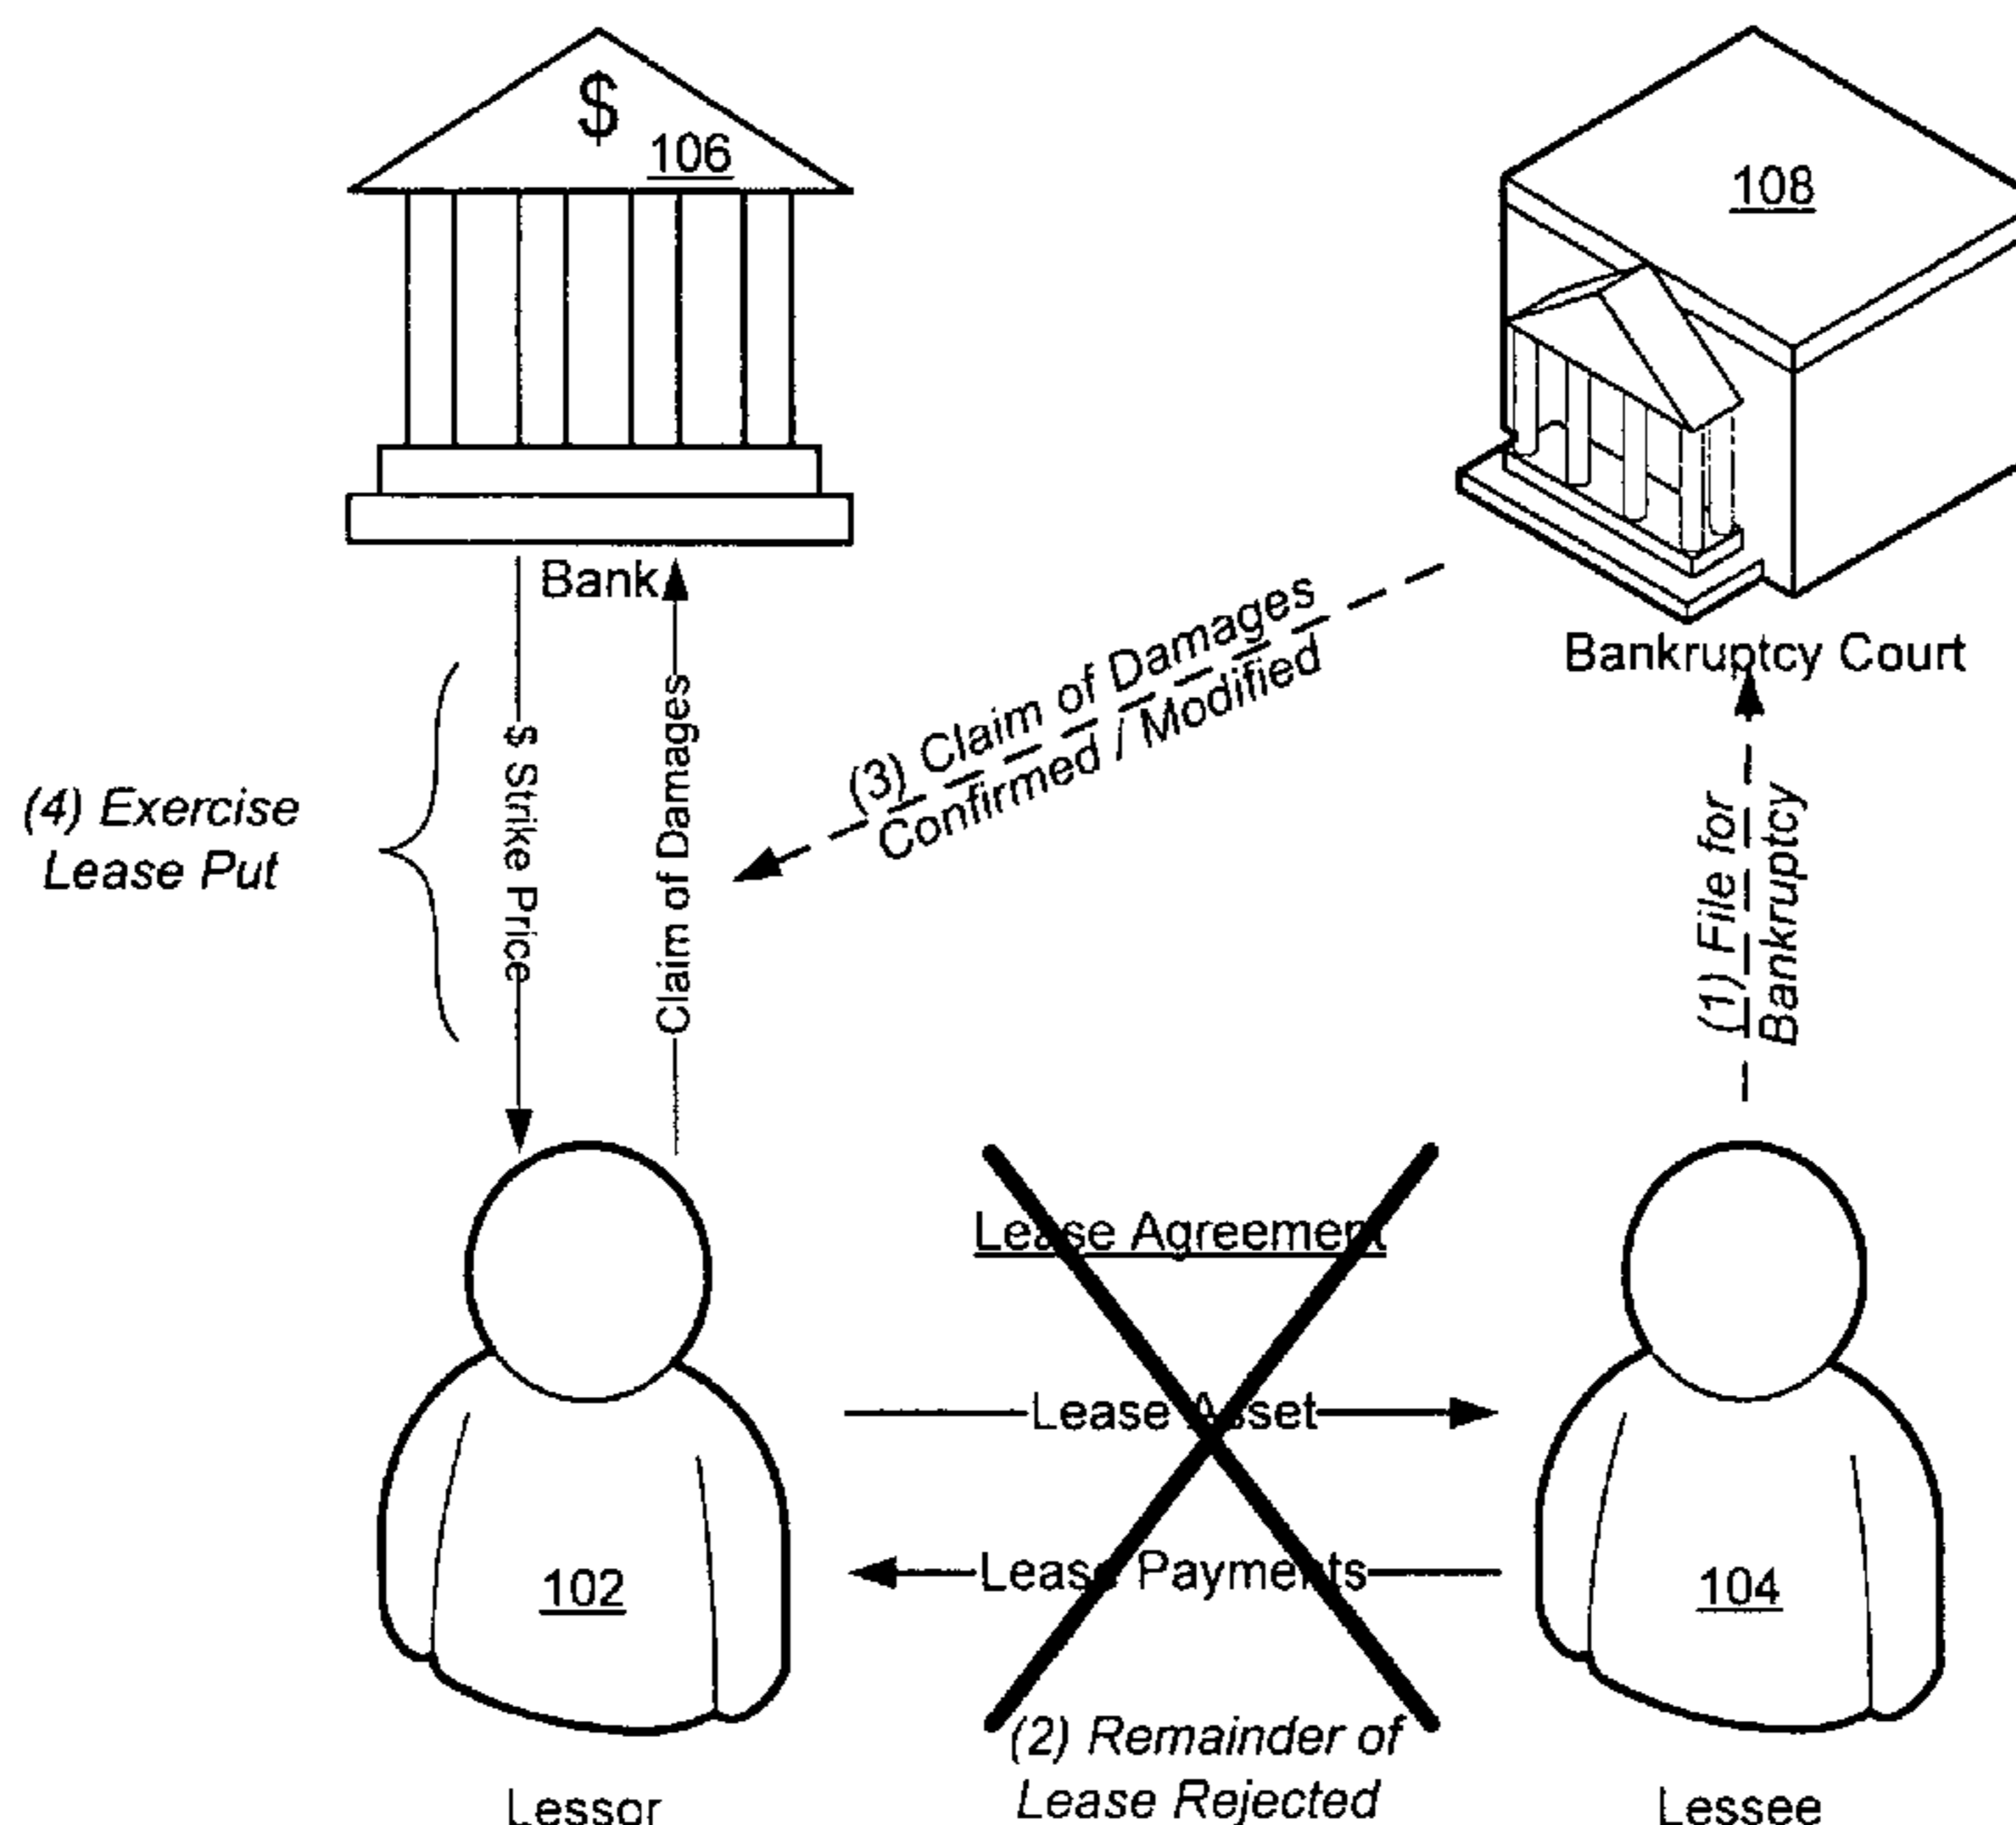 $
106
108
Bank
Bankruptcy Court
(3) Claim of Damages
Confirmed / Modified
(4) Exercise
Lease Put
$ Strike Price
Claim of Damages
(1) File for
Bankruptcy
Lease Agreement
Lease Asset
Lease Payments
102
104
(2) Remainder of
Lease Rejected
Lessor
Lessee